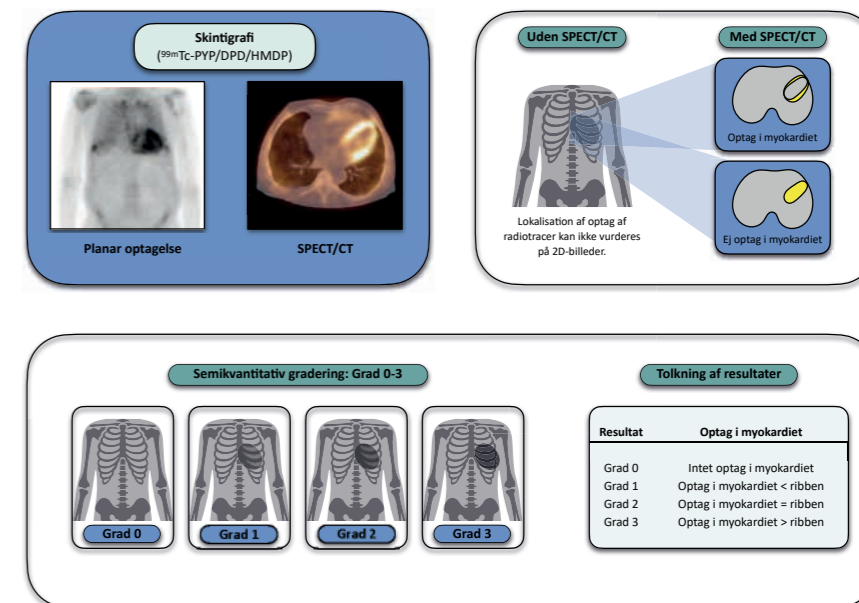 Skintigrafi
(⁹⁹ᵐTc-PYP/DPD/HMDP)
Planar optagelse
SPECT/CT
Uden SPECT/CT
Med SPECT/CT
Optag i myokardiet
Ej optag i myokardiet
Lokalisation af optag af
radiotracer kan ikke vurderes
på 2D-billeder.
Semikvantitativ gradering: Grad 0-3
Grad 0
Grad 1
Grad 2
Grad 3
Tolkning af resultater
Resultat Optag i myokardiet
Grad 0 Intet optag i myokardiet
Grad 1 Optag i myokardiet < ribben
Grad 2 Optag i myokardiet = ribben
Grad 3 Optag i myokardiet > ribben